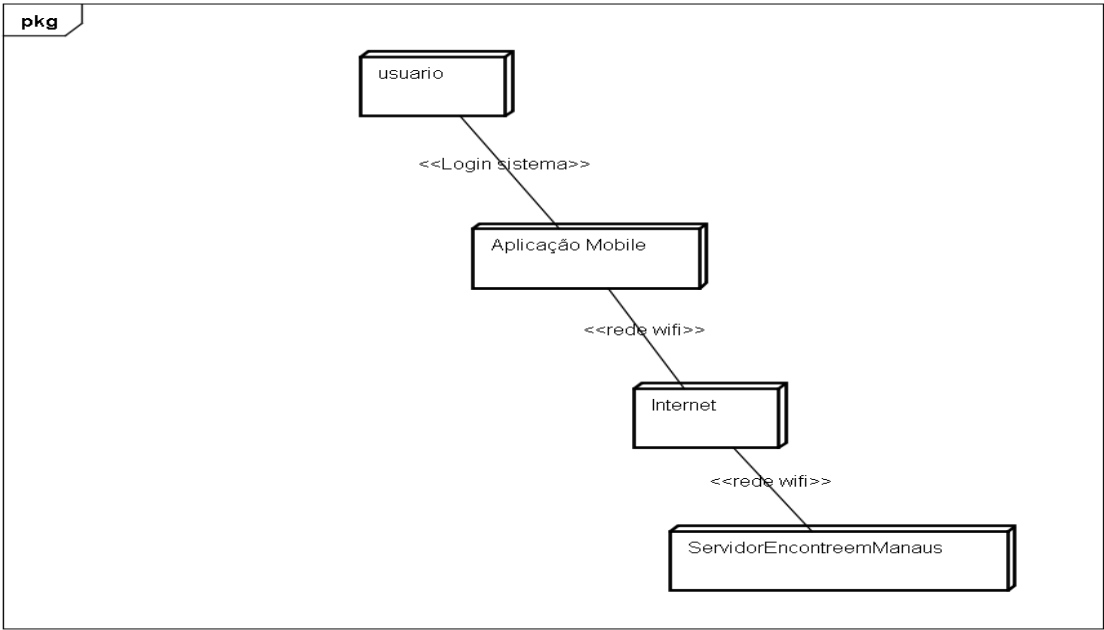 pkg
usuario
<<Login sistema>>
Aplicação Mobile
<<rede wifi>>
Internet
<<rede wifi>>
ServidorEncontreemManaus